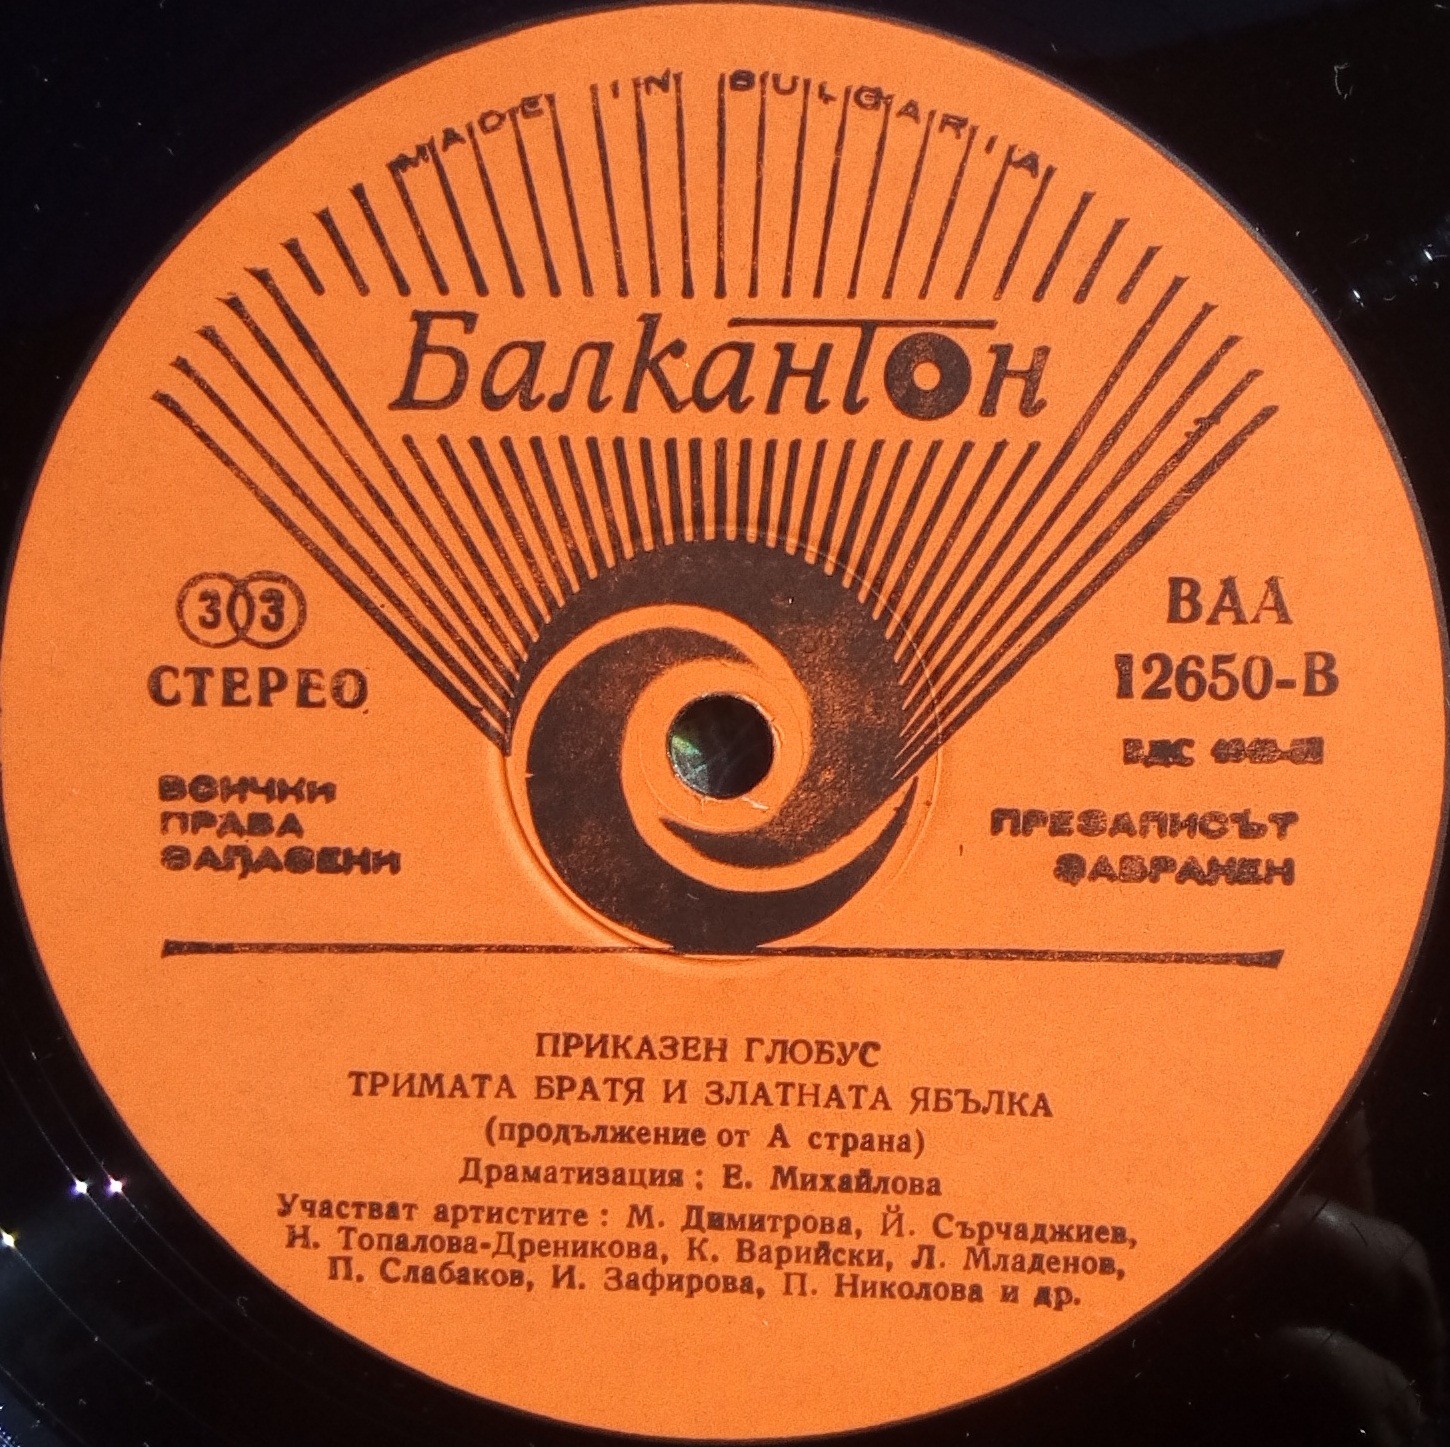 MADE IN BULGARIA
Балкантон
33
СТЕРЕО
ВАА
12650-В
БДС
ВСИЧКИ
ПРАВА
ЗАПАЗЕНИ
ПРЕЗАПИСЪТ
ЗАБРАНЕН
ПРИКАЗЕН ГЛОБУС
ТРИМАТА БРАТЯ И ЗЛАТНАТА ЯБЪЛКА
(продължение от А страна)
Драматизация : Е. Михайлова
Участват артистите : М. Димитрова, Й. Сърчаджиев,
Н. Топалова-Дреникова, К. Варийски, Л. Младенов,
П. Слабаков, И. Зафирова, П. Николова и др.